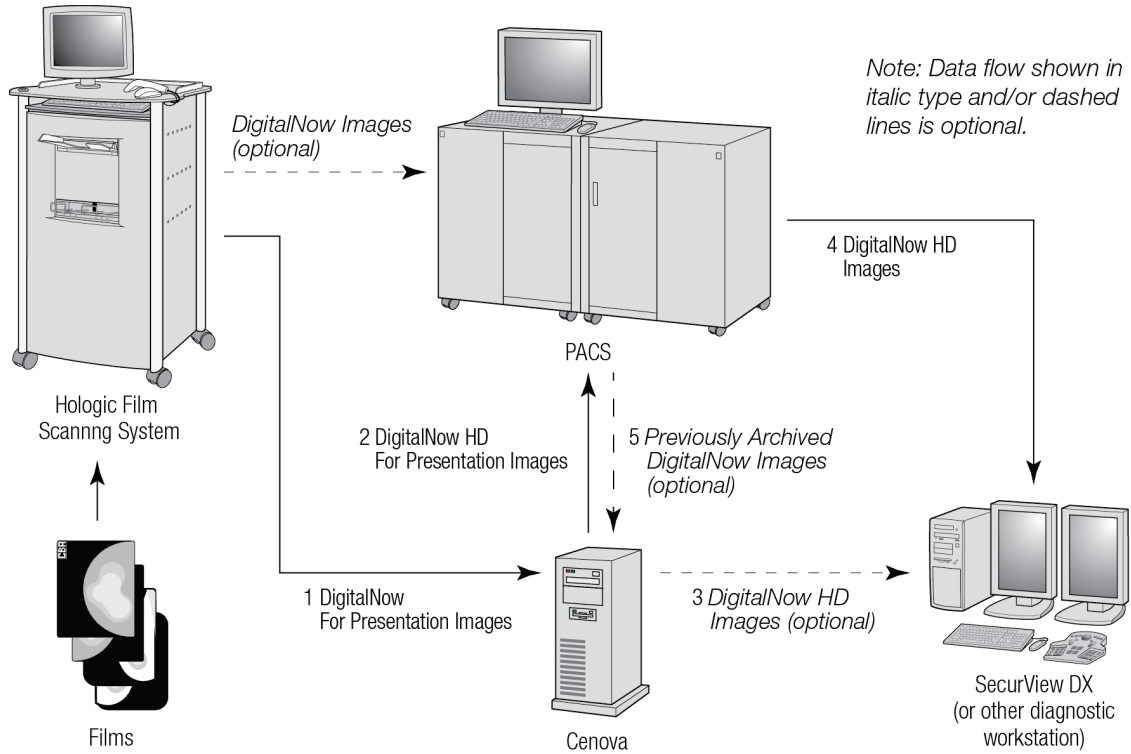 Note: Data flow shown in
italic type and/or dashed
lines is optional.
DigitalNow Images
(optional)
4 DigitalNow HD
Images
PACS
Hologic Film
Scannng System
2 DigitalNow HD
For Presentation Images
5 Previously Archived
DigitalNow Images
(optional)
C&R
1 DigitalNow
For Presentation Images
3 DigitalNow HD
Images (optional)
Films
Cenova
SecurView DX
(or other diagnostic
workstation)